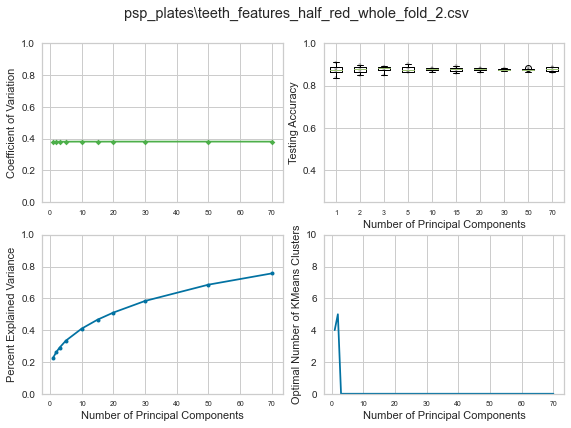 psp_plates\teeth_features_half_red_whole_fold_2.csv
Coefficient of Variation
1.0
0.8
0.6
0.4
0.2
0.0
0 10 20 30 40 50 60 70
Testing Accuracy
1.0
0.8
0.6
0.4
1 2 3 5 10 15 20 30 50 70
Number of Principal Components
Percent Explained Variance
1.0
0.8
0.6
0.4
0.2
0.0
0 10 20 30 40 50 60 70
Number of Principal Components
Optimal Number of KMeans Clusters
10
8
6
4
2
0
0 10 20 30 40 50 60 70
Number of Principal Components